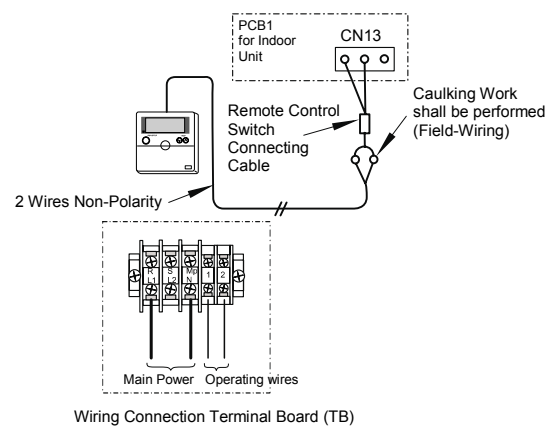 PCB1
for Indoor
Unit
CN13
Remote Control
Switch
Connecting
Cable
Caulking Work
shall be performed
(Field-Wiring)
2 Wires Non-Polarity
R S Mp 1 2
L1 L2 N
Main Power Operating wires
Wiring Connection Terminal Board (TB)